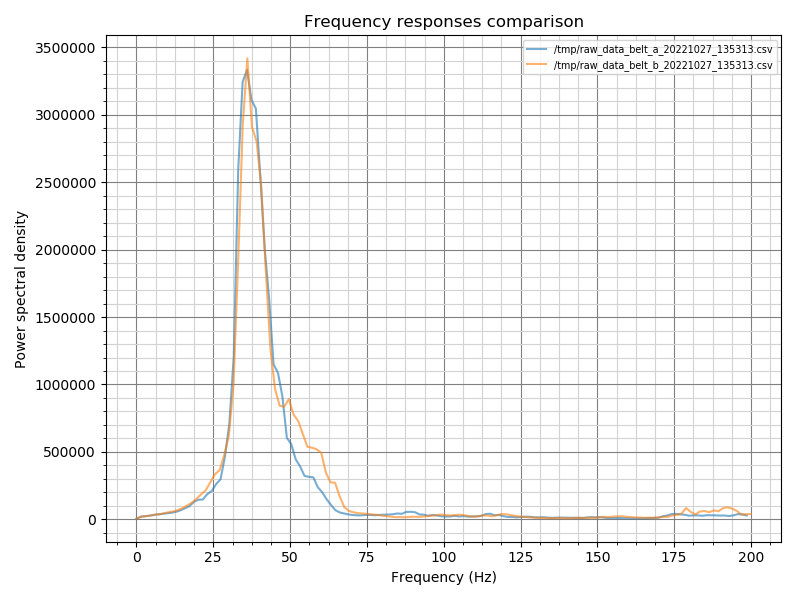 Frequency responses comparison
/tmp/raw_data_belt_a_20221027_135313.csv
/tmp/raw_data_belt_b_20221027_135313.csv
3500000
3000000
2500000
2000000
1500000
1000000
500000
0
Power spectral density
0 25 50 75 100 125 150 175 200
Frequency (Hz)